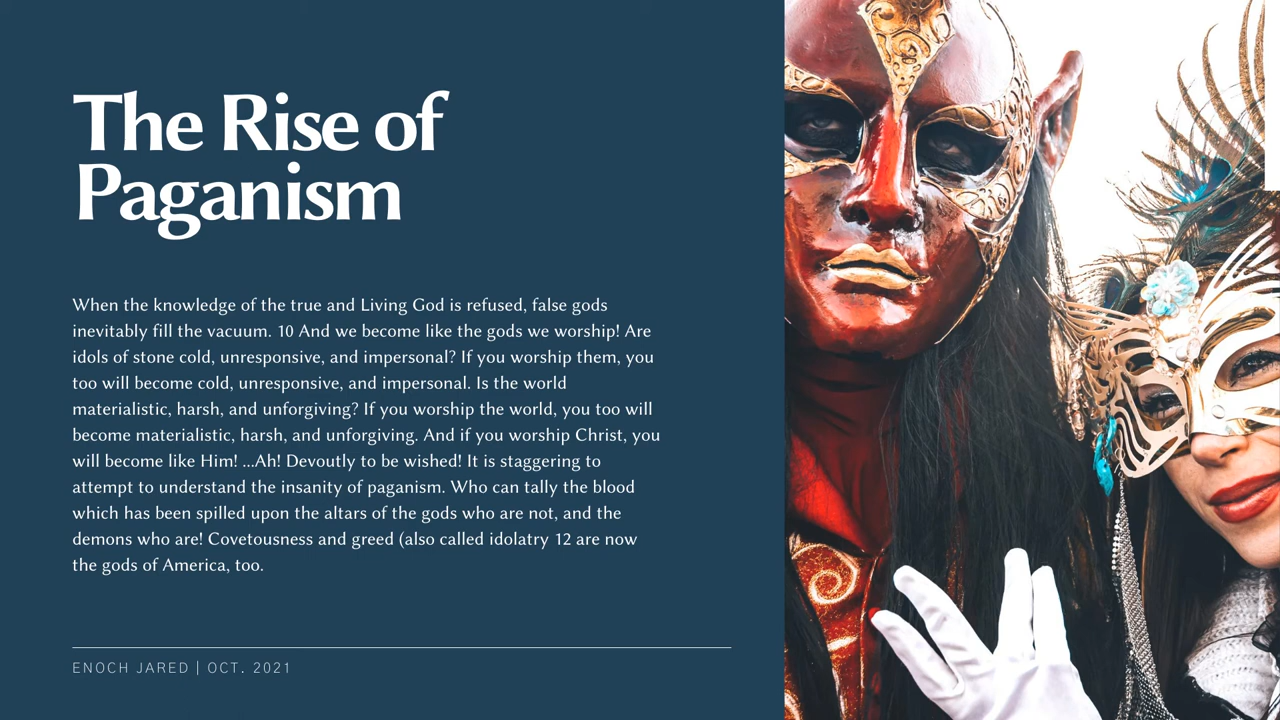 The Rise of
Paganism
When the knowledge of the true and Living God is refused, false gods
inevitably fill the vacuum. 10 And we become like the gods we worship! Are
idols of stone cold, unresponsive, and impersonal? If you worship them, you
too will become cold, unresponsive, and impersonal. Is the world
materialistic, harsh, and unforgiving? If you worship the world, you too will
become materialistic, harsh, and unforgiving. And if you worship Christ, you
will become like Him! ...Ah! Devoutly to be wished! It is staggering to
attempt to understand the insanity of paganism. Who can tally the blood
which has been spilled upon the altars of the gods who are not, and the
demons who are! Covetousness and greed (also called idolatry 12 are now
the gods of America, too.
ENOCH JARED | OCT. 2021